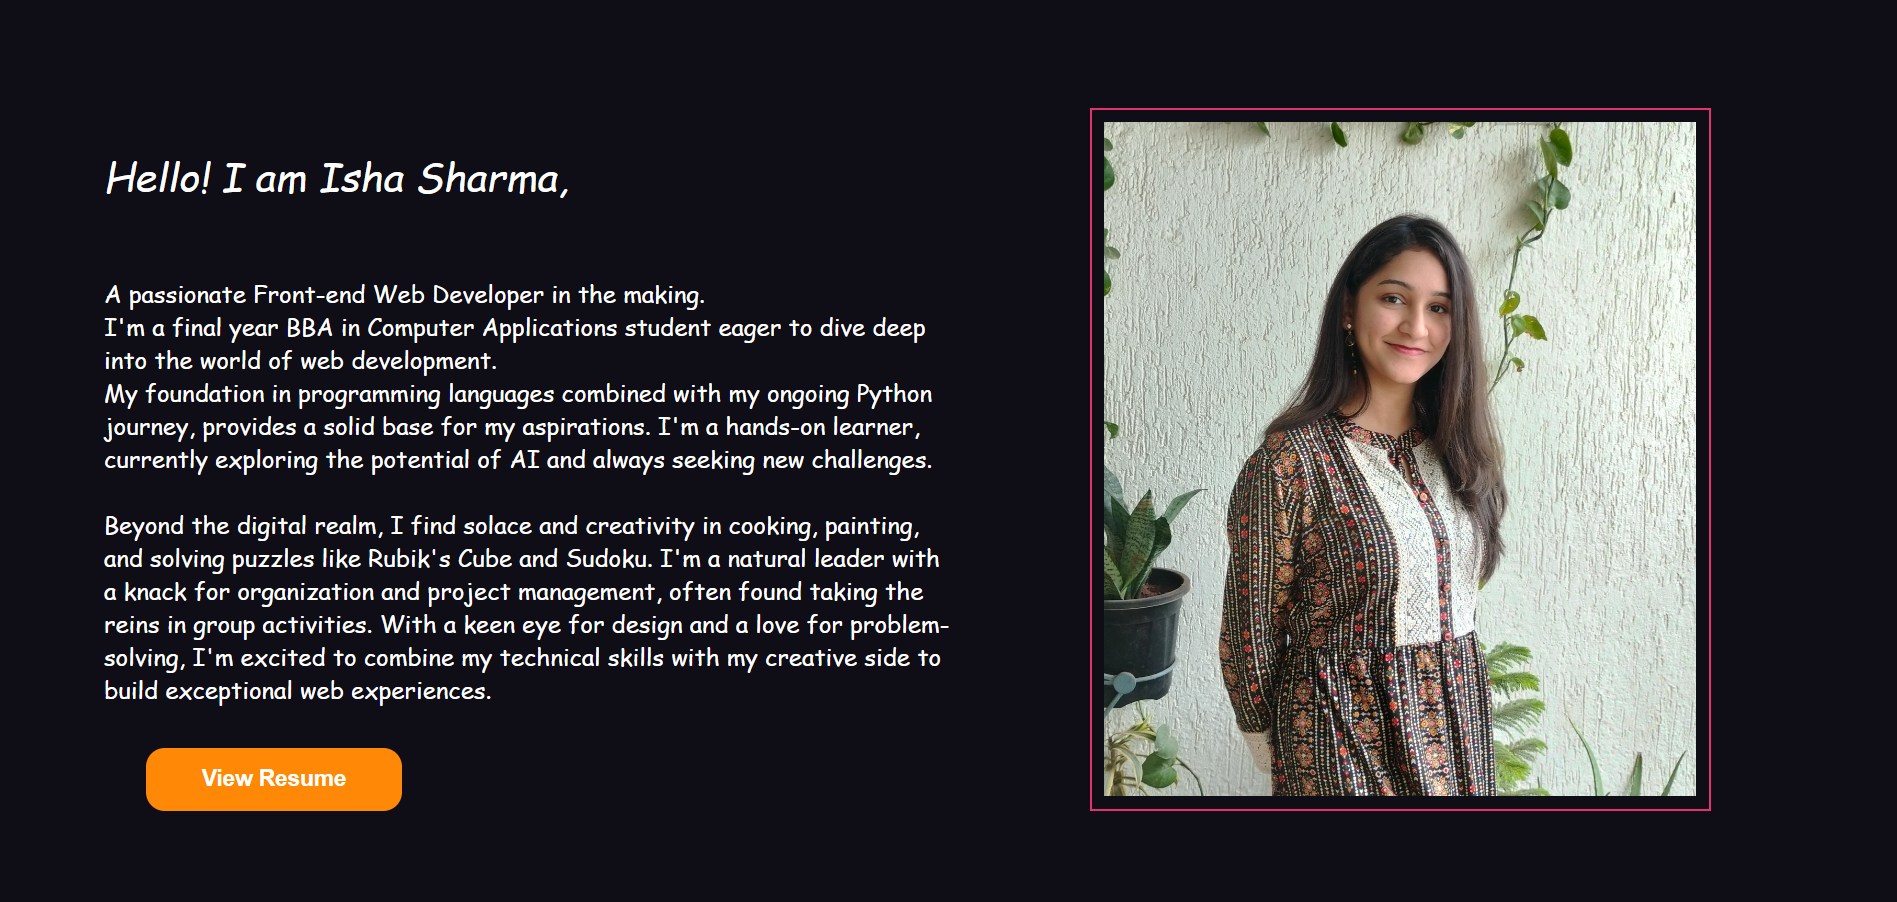 Hello! I am Isha Sharma,
A passionate Front-end Web Developer in the making.
I'm a final year BBA in Computer Applications student eager to dive deep
into the world of web development.
My foundation in programming languages combined with my ongoing Python
journey, provides a solid base for my aspirations. I'm a hands-on learner,
currently exploring the potential of AI and always seeking new challenges.
Beyond the digital realm, I find solace and creativity in cooking, painting,
and solving puzzles like Rubik's Cube and Sudoku. I'm a natural leader with
a knack for organization and project management, often found taking the
reins in group activities. With a keen eye for design and a love for problem-
solving, I'm excited to combine my technical skills with my creative side to
build exceptional web experiences.
View Resume